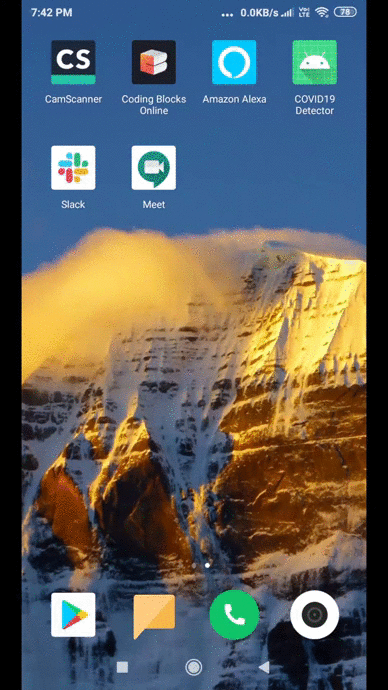 7:42 PM ... 0.0KB/s Vo) LTE 78
CS
CamScanner
Coding Blocks
Online
Amazon Alexa
COVID19
Detector
Slack
Meet